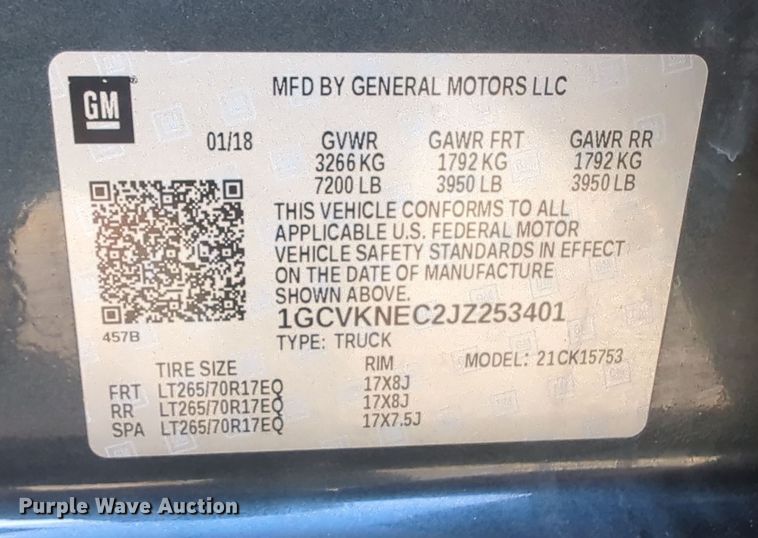 GM
MFD BY GENERAL MOTORS LLC
01/18 GVWR GAWR FRT GAWR RR
3266 KG 1792 KG 1792 KG
7200 LB 3950 LB 3950 LB
THIS VEHICLE CONFORMS TO ALL
APPLICABLE U.S. FEDERAL MOTOR
VEHICLE SAFETY STANDARDS IN EFFECT
ON THE DATE OF MANUFACTURE
SHOWN ABOVE.
1GCVKNEC2JZ253401
457B
TYPE: TRUCK MODEL: 21CK15753
TIRE SIZE RIM
FRT LT265/70R17EQ 17X8J
RR LT265/70R17EQ 17X8J
SPA LT265/70R17EQ 17X7.5J
Purple Wave Auction